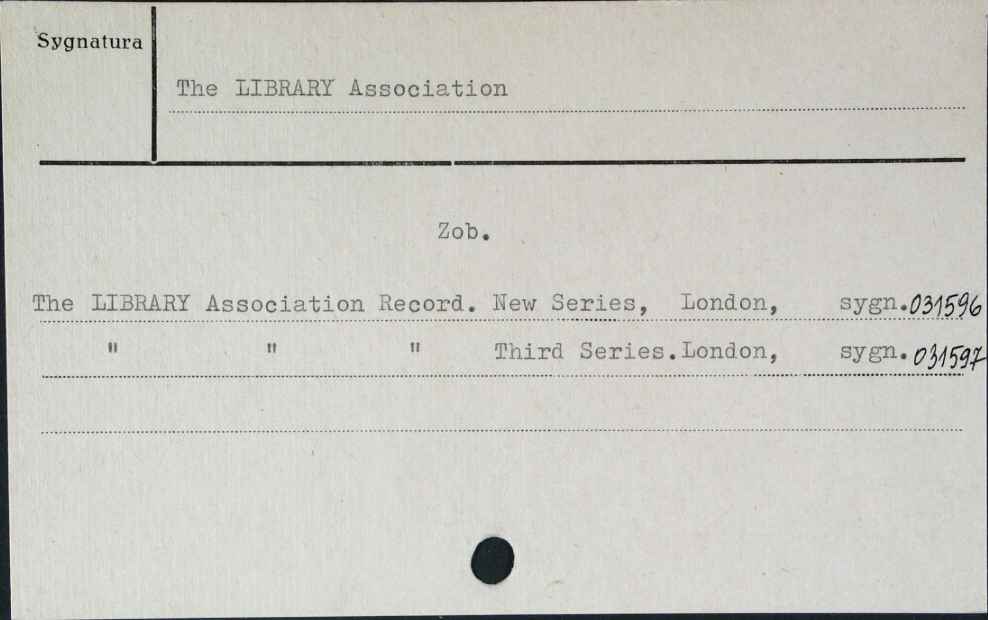 Sygnatura
The LIBRARY Association
Zob.
The LIBRARY Association Record. New Series, London, sygn. 031596
" " " Third Series. London, sygn. 031597